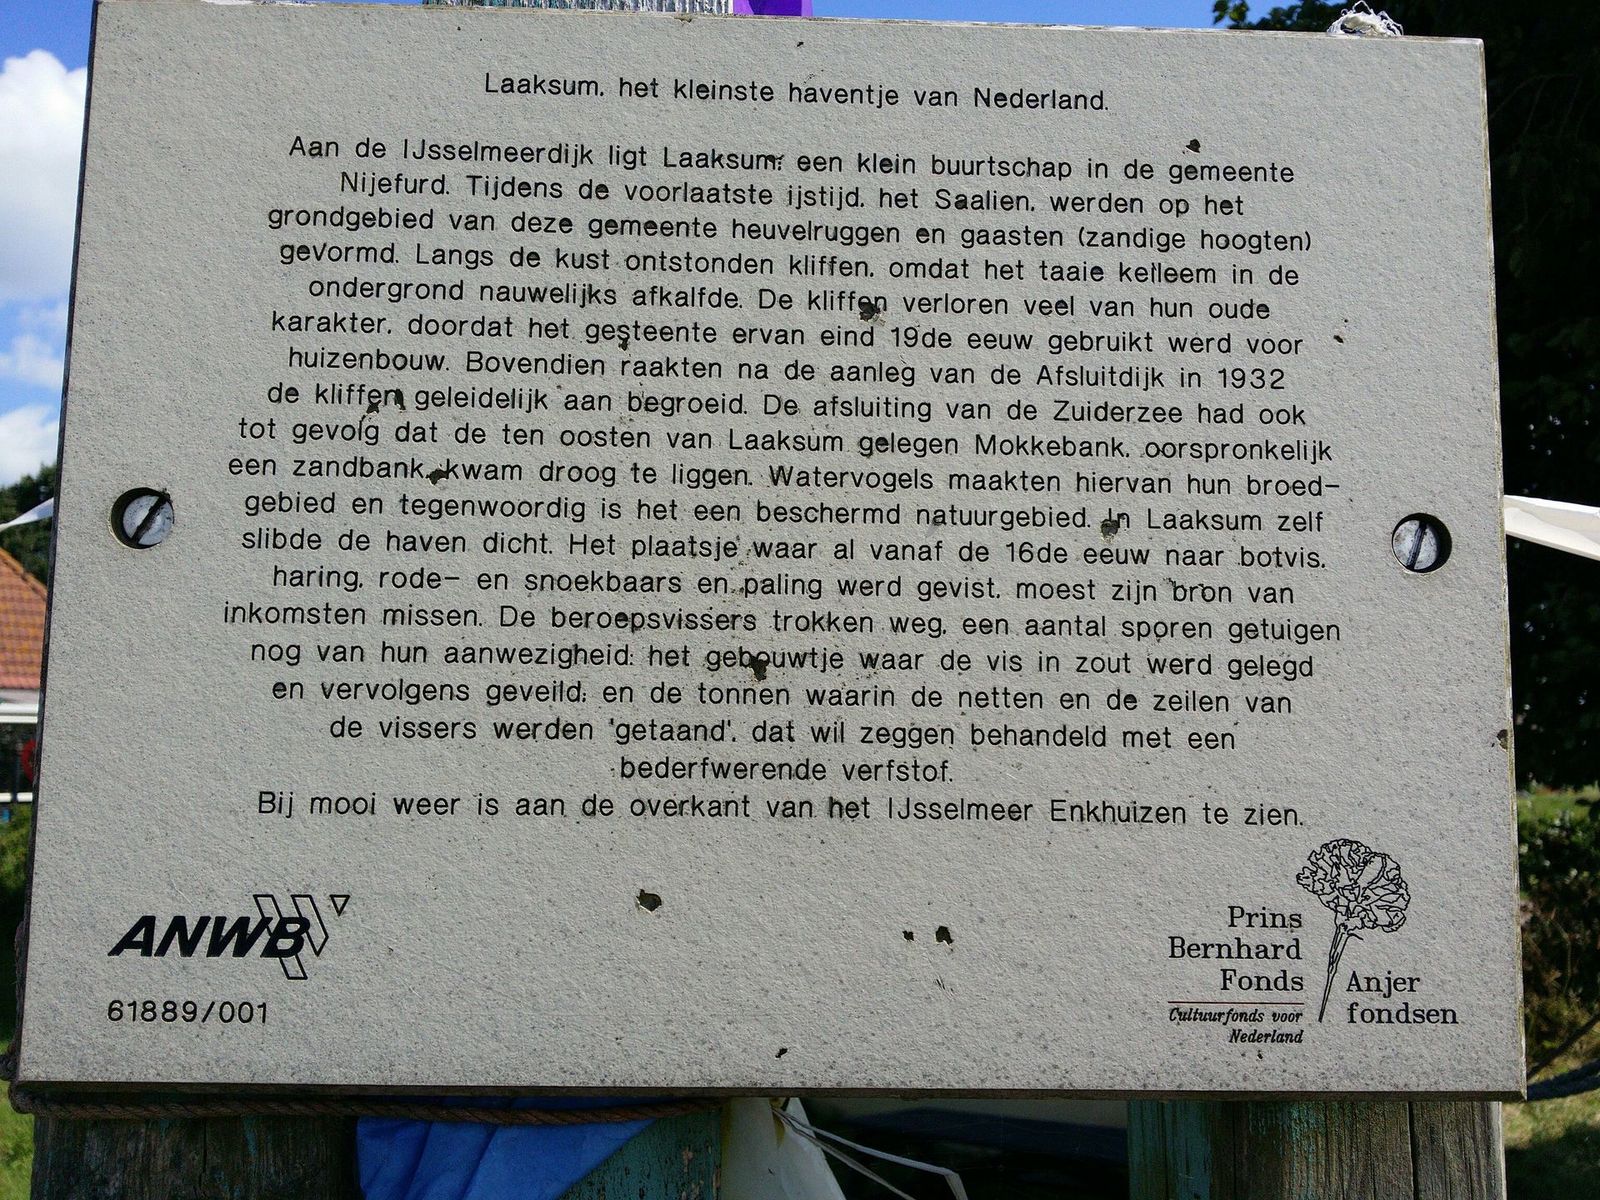 Laaksum, het kleinste haventje van Nederland.
Aan de IJsselmeerdijk ligt Laaksum; een klein buurtschap in de gemeente
Nijefurd. Tijdens de voorlaatste ijstijd, het Saalien, werden op het
grondgebied van deze gemeente heuvelruggen en gaasten (zandige hoogten)
gevormd. Langs de kust ontstonden kliffen, omdat het taaie keileem in de
ondergrond nauwelijks afkalfde. De kliffen verloren veel van hun oude
karakter, doordat het gesteente ervan eind 19de eeuw gebruikt werd voor
huizenbouw. Bovendien raakten na de aanleg van de Afsluitdijk in 1932
de kliffen geleidelijk aan begroeid. De afsluiting van de Zuiderzee had ook
tot gevolg dat de ten oosten van Laaksum gelegen Mokkebank, oorspronkelijk
een zandbank, kwam droog te liggen. Watervogels maakten hiervan hun broed-
gebied en tegenwoordig is het een beschermd natuurgebied. In Laaksum zelf
slibde de haven dicht. Het plaatsje waar al vanaf de 16de eeuw naar botvis,
haring, rode- en snoekbaars en paling werd gevist, moest zijn bron van
inkomsten missen. De beroepsvissers trokken weg, een aantal sporen getuigen
nog van hun aanwezigheid: het gebouwtje waar de vis in zout werd gelegd
en vervolgens geveild; en de tonnen waarin de netten en de zeilen van
de vissers werden 'getaand', dat wil zeggen behandeld met een
bederfwerende verfstof.
Bij mooi weer is aan de overkant van het IJsselmeer Enkhuizen te zien.
ANWB
61889/001
Prins
Bernhard
Fonds
Cultuurfonds voor
Nederland
Anjer
fondsen